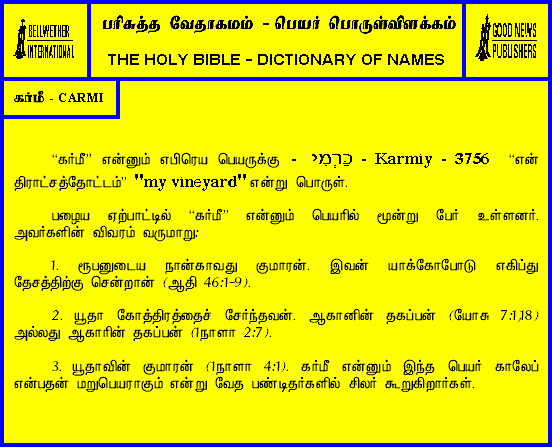 BELLWETHER
INTERNATIONAL
பரிசுத்த வேதாகமம் - பெயர் பொருள்விளக்கம்
THE HOLY BIBLE - DICTIONARY OF NAMES
GOOD NEWS
PUBLISHERS
கர்மீ - CARMI
“கர்மீ” என்னும் எபிரெய பெயருக்கு - כַּרְמִי - Karmiy - 3756 “என்
திராட்சத்தோட்டம்” "my vineyard" என்று பொருள்.
பழைய ஏற்பாட்டில் “கர்மீ” என்னும் பெயரில் மூன்று பேர் உள்ளனர்.
அவர்களின் விவரம் வருமாறு:
1. ரூபனுடைய நான்காவது குமாரன். இவன் யாக்கோபோடு எகிப்து
தேசத்திற்கு சென்றான் (ஆதி 46:1-9).
2. யூதா கோத்திரத்தைச் சேர்ந்தவன். ஆகானின் தகப்பன் (யோசு 7:1,18)
அல்லது ஆகாரின் தகப்பன் (1நாளா 2:7).
3. யூதாவின் குமாரன் (1நாளா 4:1). கர்மீ என்னும் இந்த பெயர் காலேப்
என்பதன் மறுபெயராகும் என்று வேத பண்டிதர்களில் சிலர் கூறுகிறார்கள்.